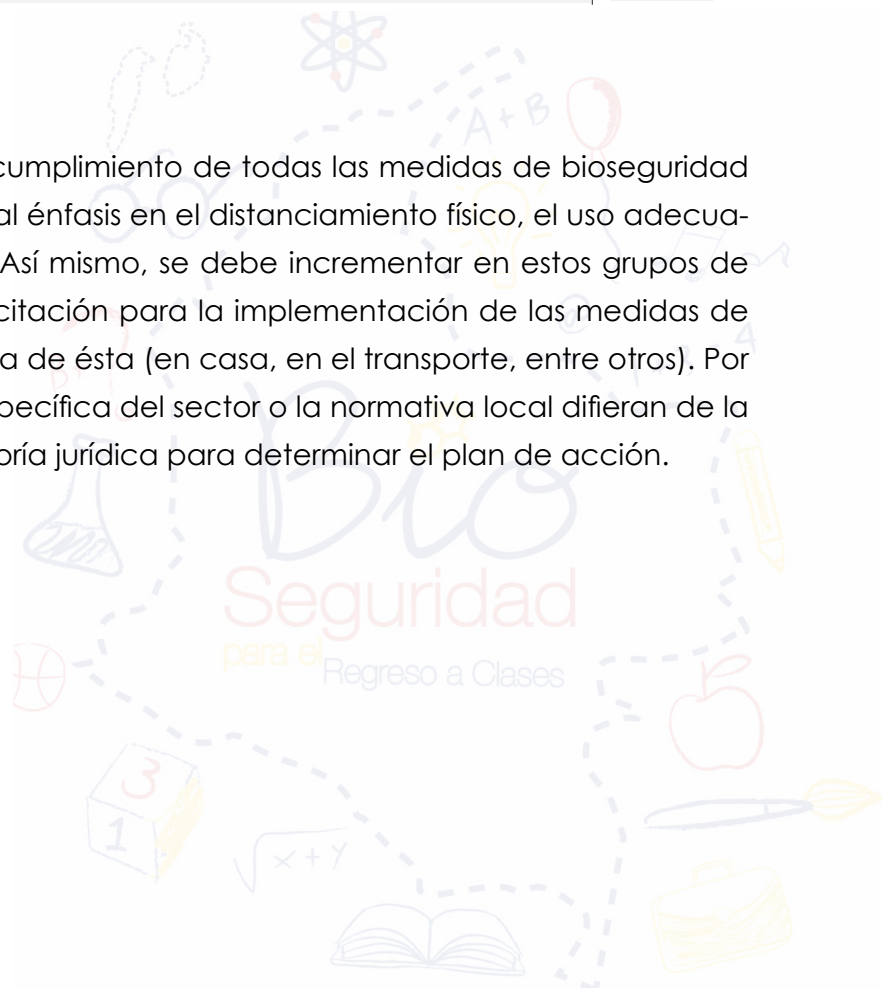 cumplimiento de todas las medidas de bioseguridad
al énfasis en el distanciamiento físico, el uso adecua-
Así mismo, se debe incrementar en estos grupos de
citación para la implementación de las medidas de
a de ésta (en casa, en el transporte, entre otros). Por
pecífica del sector o la normativa local difieran de la
oría jurídica para determinar el plan de acción.
A + B
4
Bio
Seguridad
para el
Regreso a Clases
3
1
√x + y